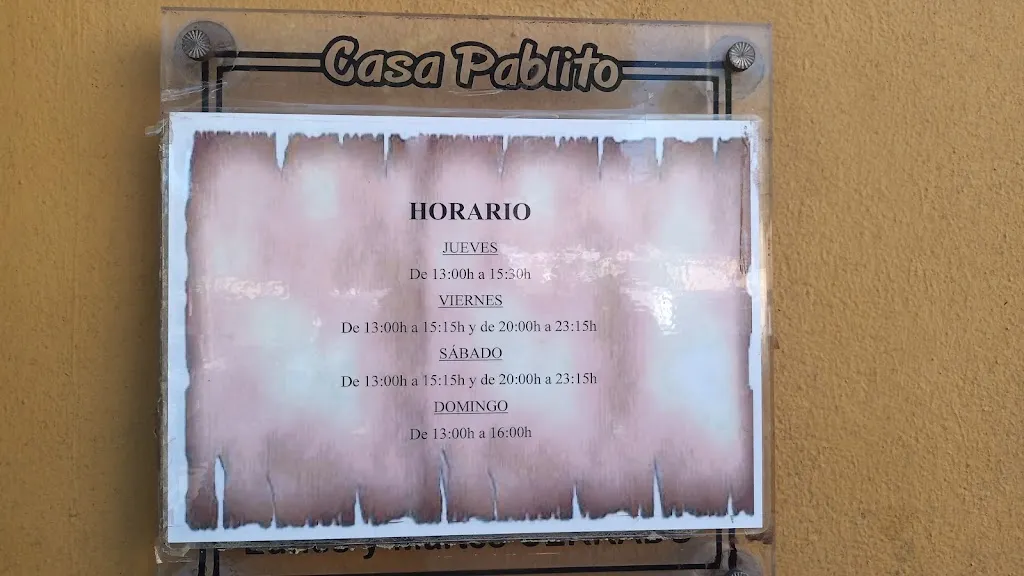 Casa Pablito
HORARIO
JUEVES
De 13:00h a 15:30h
VIERNES
De 13:00h a 15:15h y de 20:00h a 23:15h
SÁBADO
De 13:00h a 15:15h y de 20:00h a 23:15h
DOMINGO
De 13:00h a 16:00h